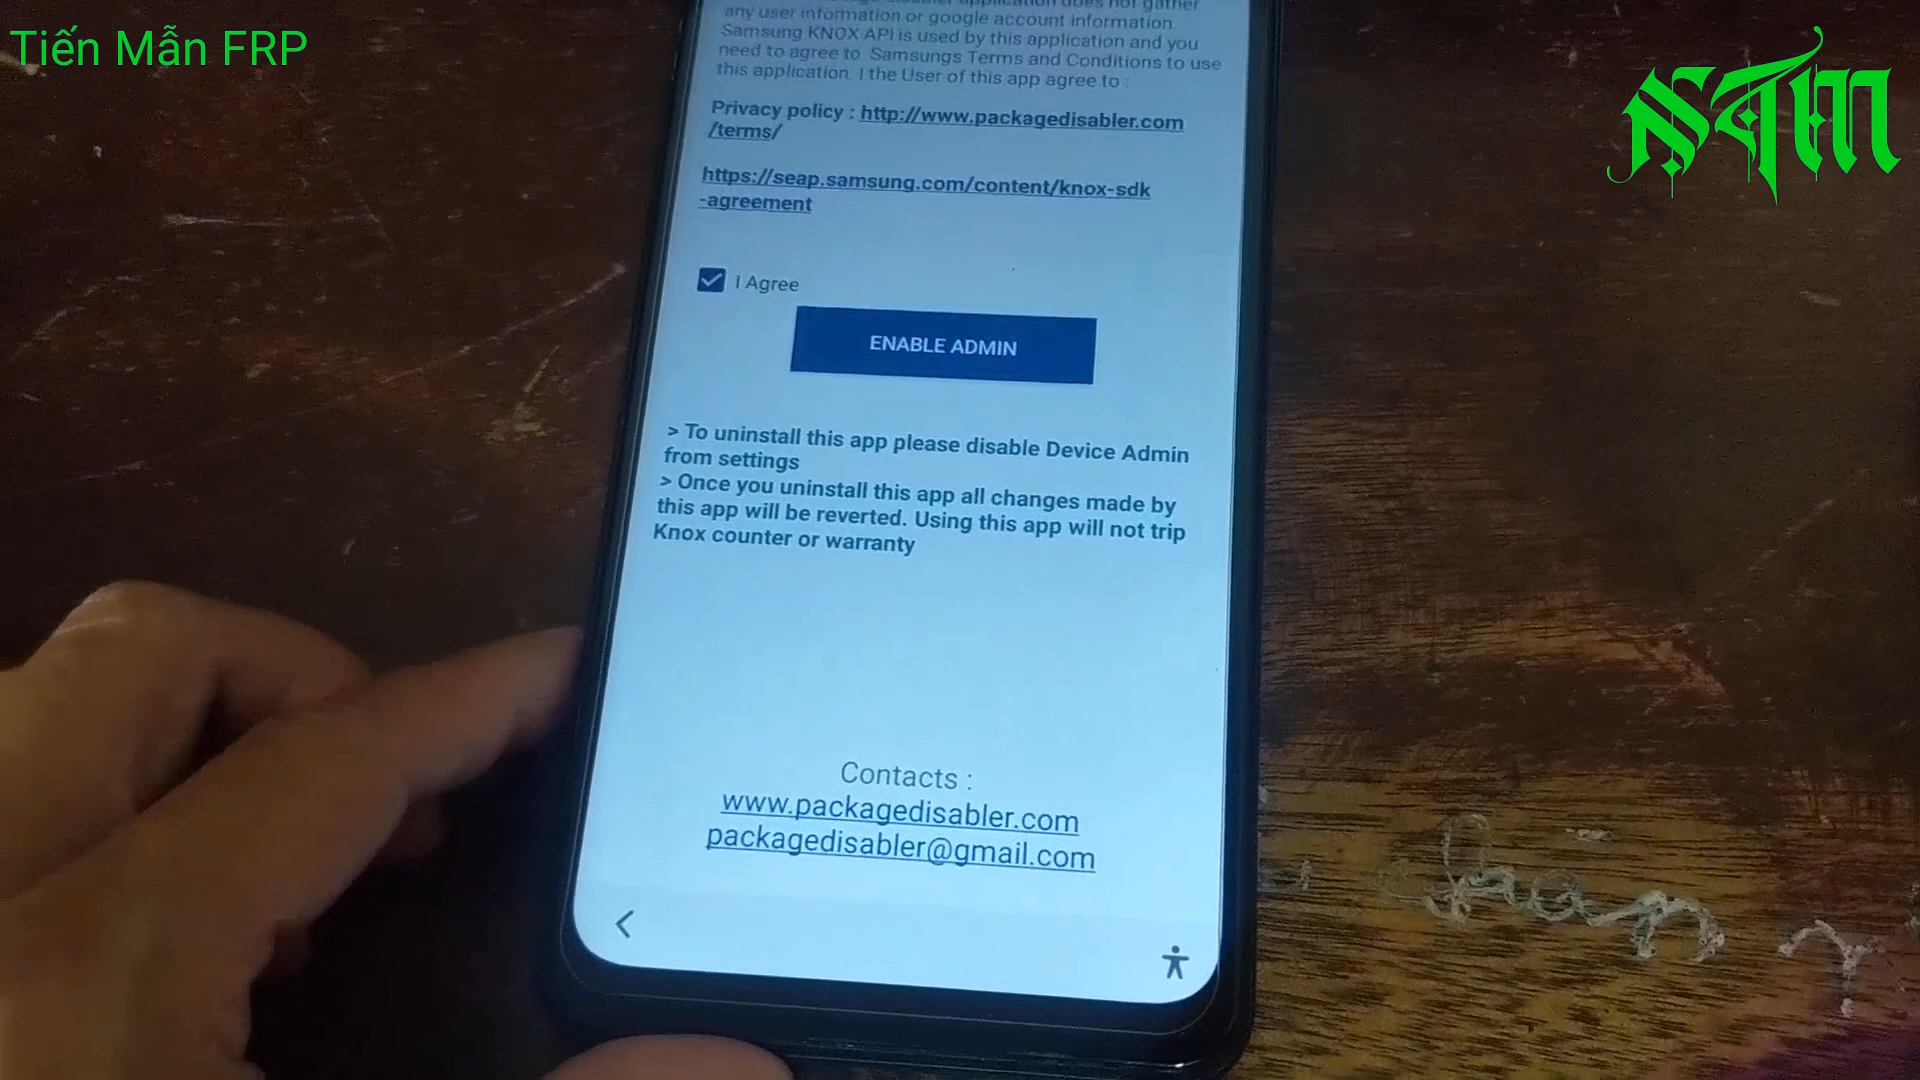 Tiến Mẫn FRP
NAM
any user information or google account information.
Samsung KNOX API is used by this application and you
need to agree to Samsungs Terms and Conditions to use
this application. I the User of this app agree to :
Privacy policy : http://www.packagedisabler.com
/terms/
https://seap.samsung.com/content/knox-sdk
-agreement
I Agree
ENABLE ADMIN
> To uninstall this app please disable Device Admin
from settings
> Once you uninstall this app all changes made by
this app will be reverted. Using this app will not trip
Knox counter or warranty
Contacts :
www.packagedisabler.com
packagedisabler@gmail.com